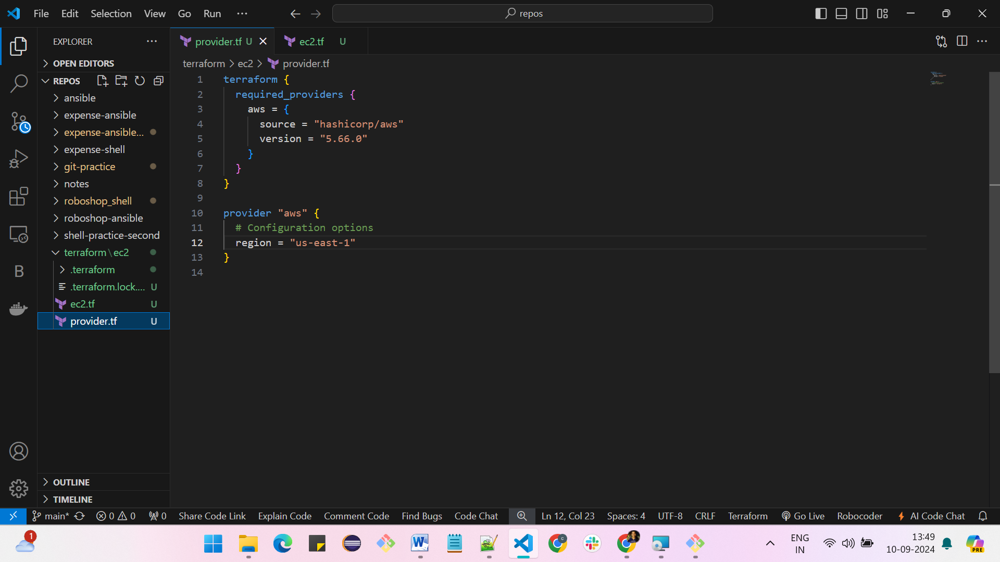 File Edit Selection View Go Run ···
repos
EXPLORER ···
OPEN EDITORS
REPOS
ansible
expense-ansible
expense-ansible...
expense-shell
git-practice
notes
roboshop_shell
roboshop-ansible
shell-practice-second
terraform\ec2
.terraform
.terraform.lock.... U
ec2.tf U
provider.tf U
OUTLINE
TIMELINE
provider.tf U
ec2.tf U
terraform > ec2 > provider.tf
1 terraform {
2 required_providers {
3 aws = {
4 source = "hashicorp/aws"
5 version = "5.66.0"
6 }
7 }
8 }
9
10 provider "aws" {
11 # Configuration options
12 region = "us-east-1"
13 }
14
B
main* 0 0 0 Share Code Link Explain Code Comment Code Find Bugs Code Chat Ln 12, Col 23 Spaces: 4 UTF-8 CRLF Terraform Go Live Robocoder AI Code Chat
1
W
C
ENG
IN
13:49
10-09-2024
PRE